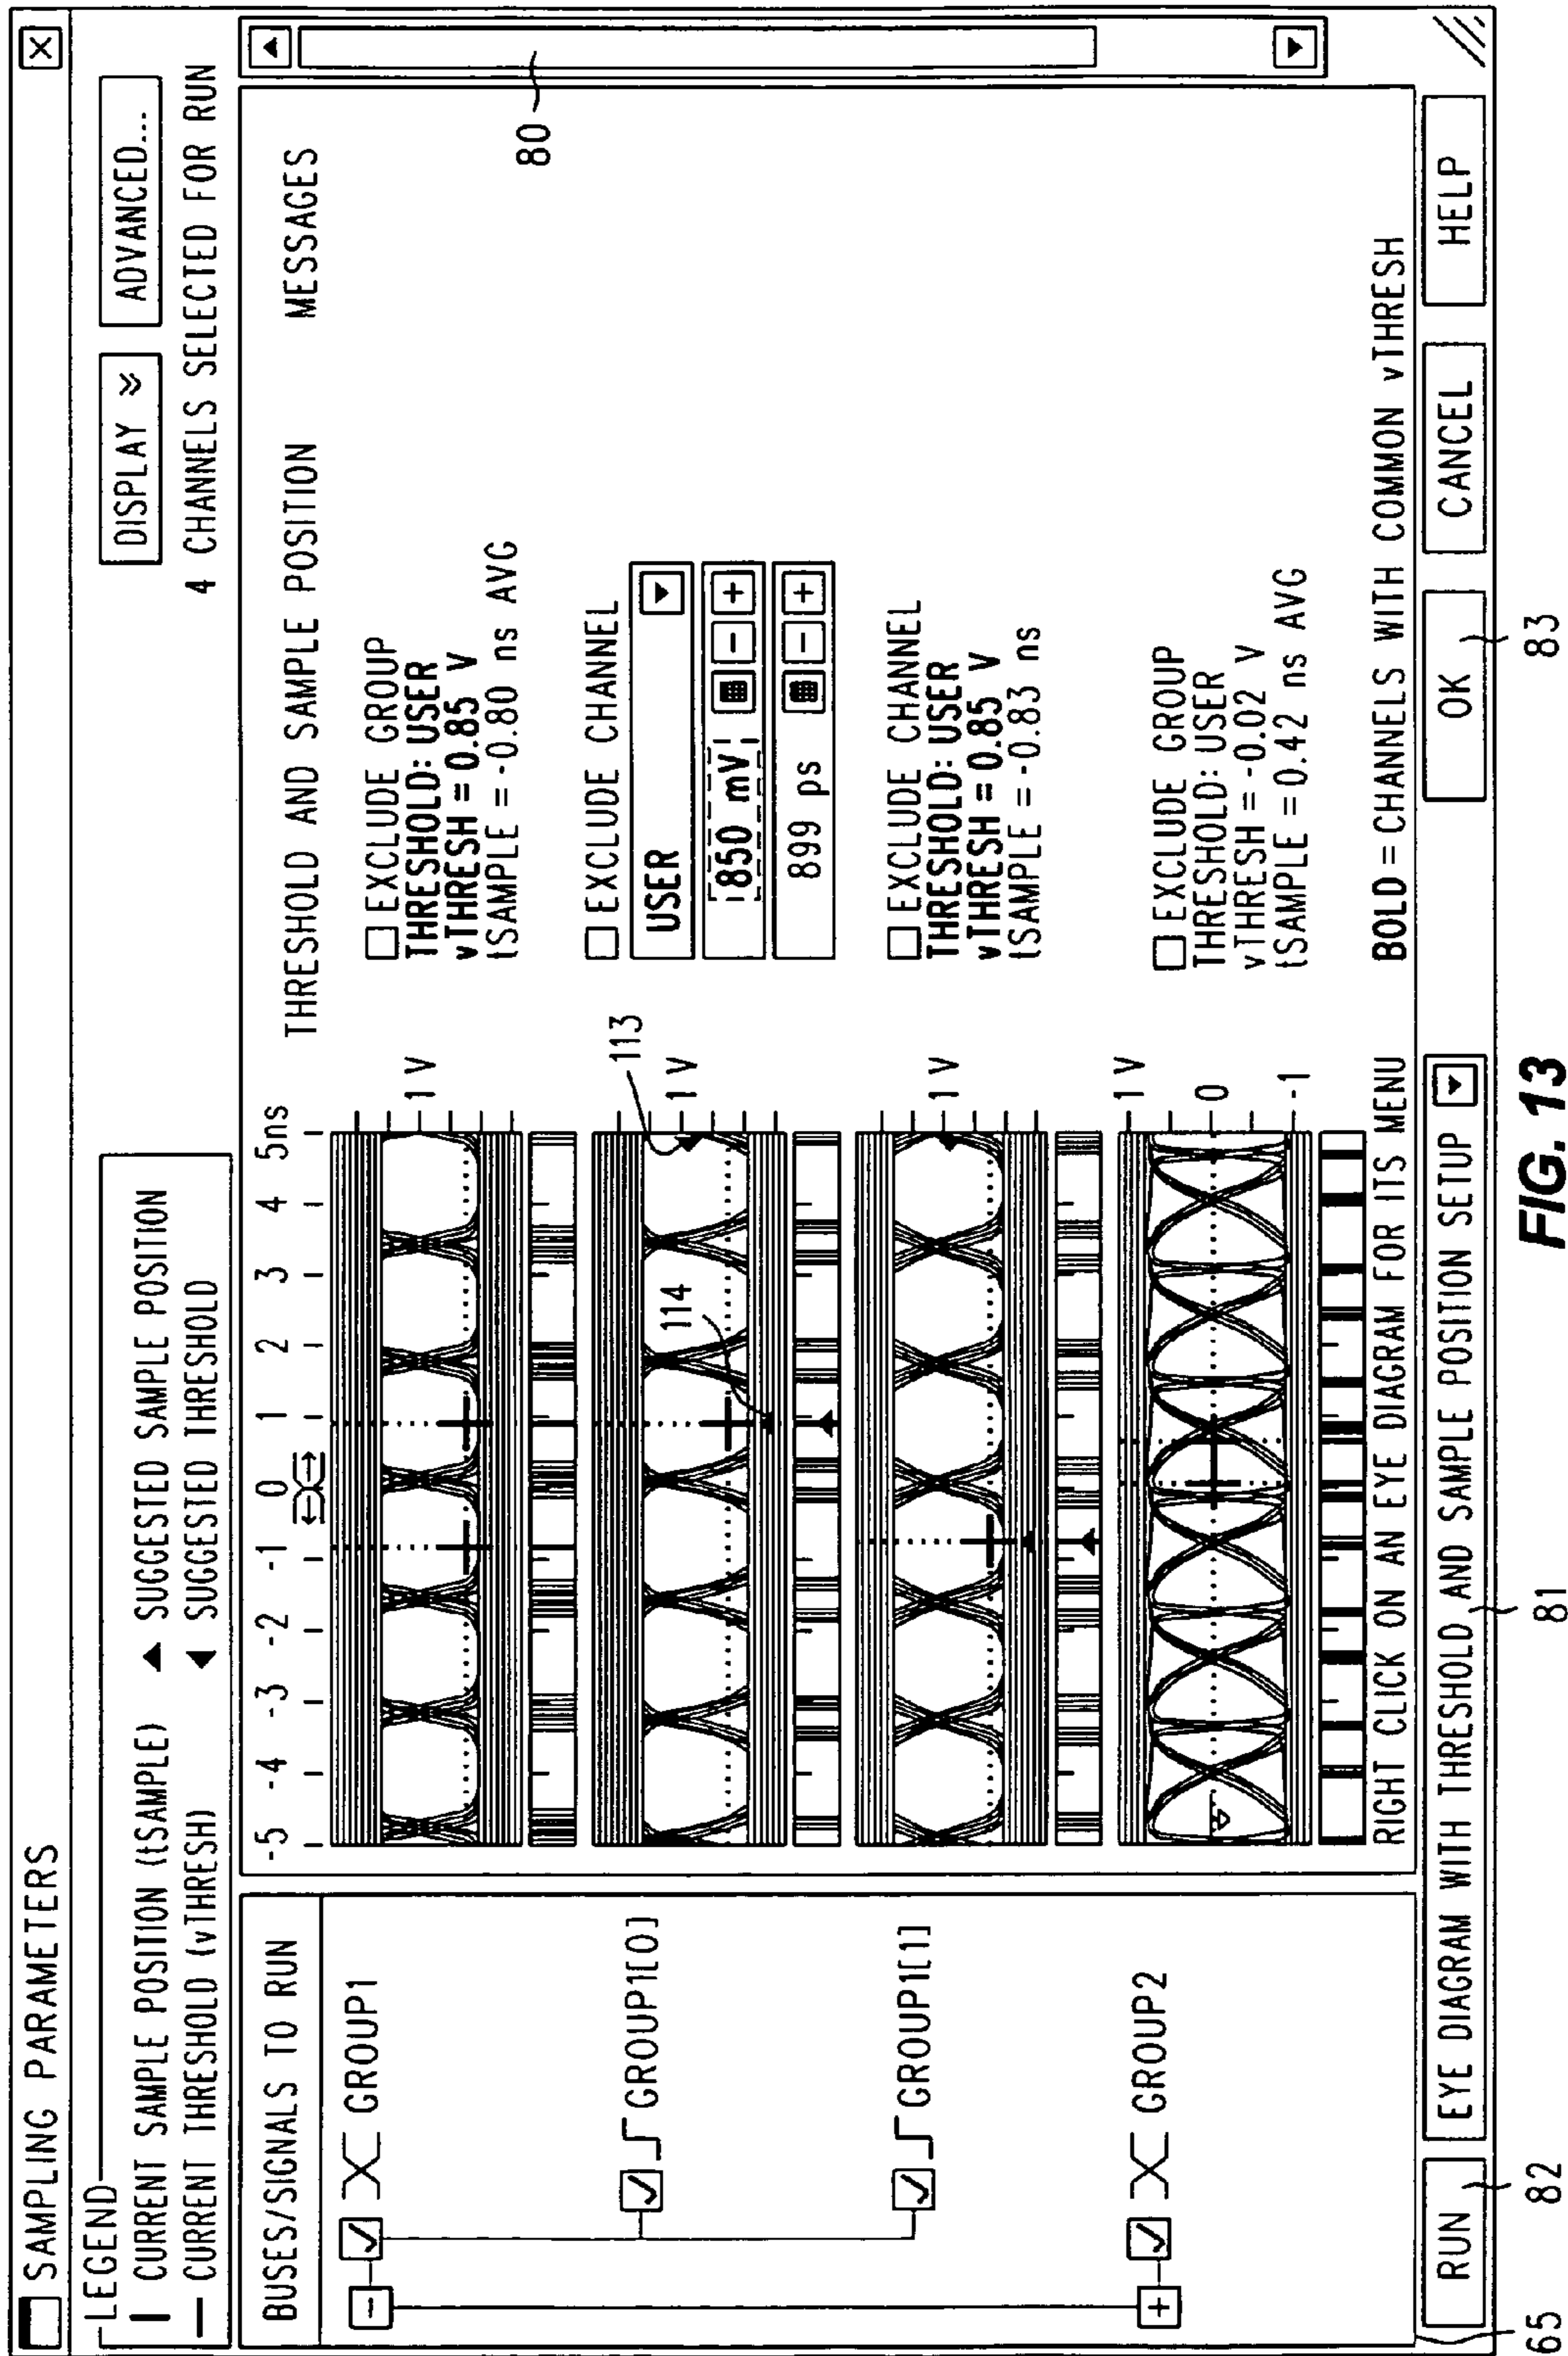 SAMPLING PARAMETERS
LEGEND
CURRENT SAMPLE POSITION (tSAMPLE)
SUGGESTED SAMPLE POSITION
CURRENT THRESHOLD (vTHRESH)
SUGGESTED THRESHOLD
DISPLAY
ADVANCED...
4 CHANNELS SELECTED FOR RUN
BUSES/SIGNALS TO RUN
-5 -4 -3 -2 -1 0 1 2 3 4 5ns
THRESHOLD AND SAMPLE POSITION
MESSAGES
GROUP1
1 V
EXCLUDE GROUP
THRESHOLD: USER
vTHRESH = 0.85 V
tSAMPLE = -0.80 ns AVG
80
GROUP1[0]
114
113
1 V
EXCLUDE CHANNEL
USER
850 mV
899 ps
GROUP1[1]
1 V
EXCLUDE CHANNEL
THRESHOLD: USER
vTHRESH = 0.85 V
tSAMPLE = -0.83 ns
GROUP2
1 V
0
-1
EXCLUDE GROUP
THRESHOLD: USER
vTHRESH = -0.02 V
tSAMPLE = 0.42 ns AVG
RIGHT CLICK ON AN EYE DIAGRAM FOR ITS MENU
BOLD = CHANNELS WITH COMMON vTHRESH
RUN
EYE DIAGRAM WITH THRESHOLD AND SAMPLE POSITION SETUP
OK
CANCEL
HELP
65
82
81
83
FIG. 13